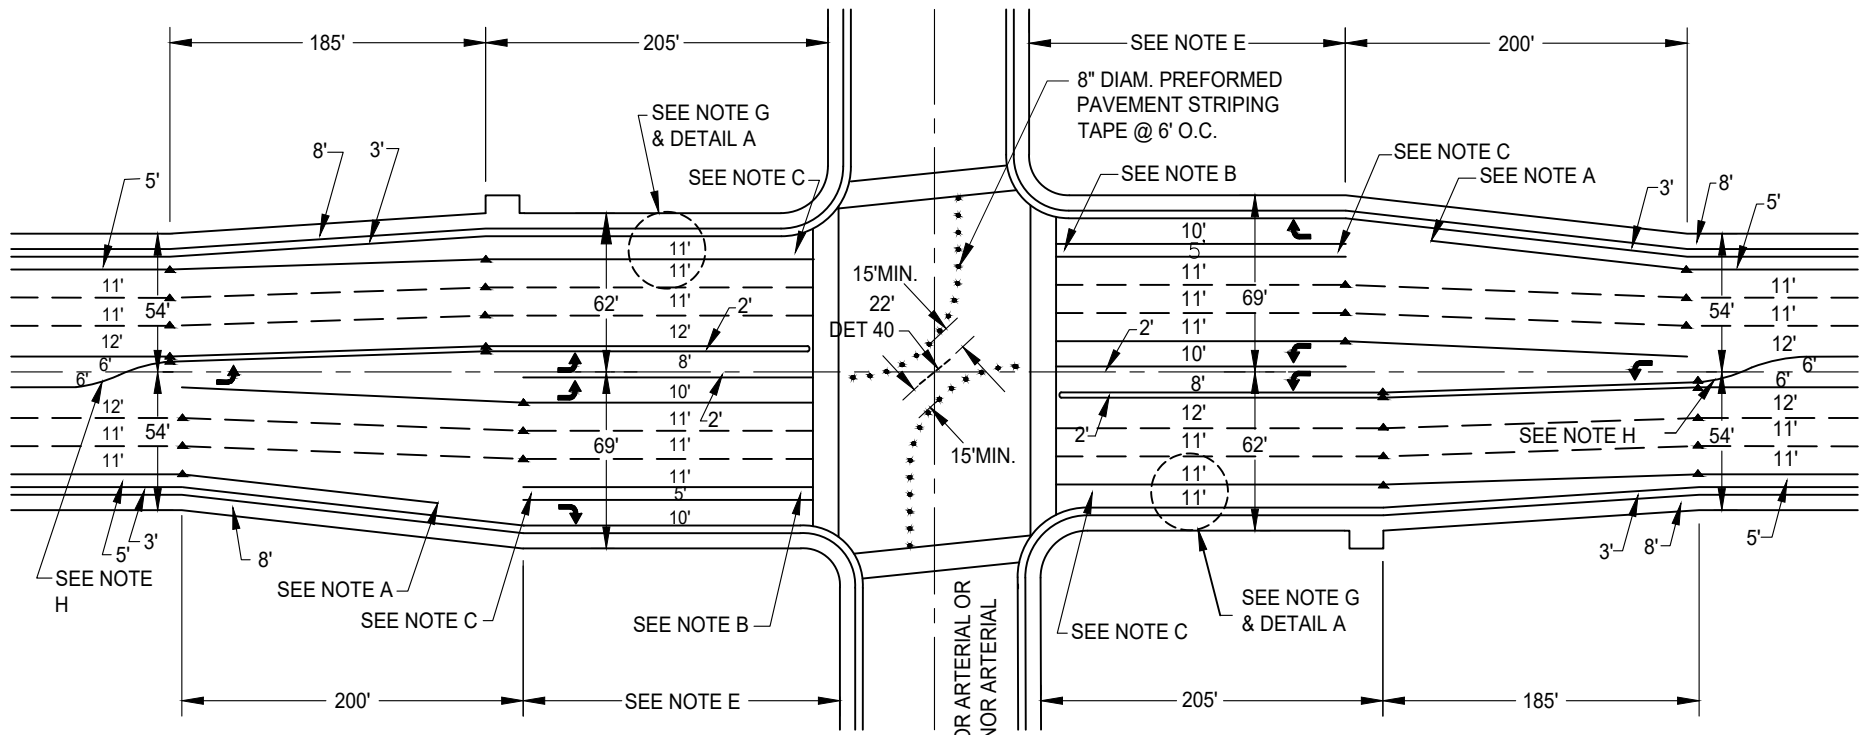 185'
205'
SEE NOTE E
200'
8" DIAM. PREFORMED
PAVEMENT STRIPING
TAPE @ 6' O.C.
SEE NOTE G
& DETAIL A
8'
3'
5'
SEE NOTE C
SEE NOTE B
SEE NOTE C
SEE NOTE A
3'
8'
5'
11'
11'
54'
12'
6'
6'
12'
11'
54'
11'
11'
11'
11'
62'
12'
2'
8'
10'
11'
2'
11'
69'
11'
5'
10'
15'MIN.
22'
DET 40
15'MIN.
10'
5'
11'
11'
69'
11'
2'
10'
8'
12'
2'
11'
62'
11'
11'
11'
11'
54'
12'
6'
6'
12'
11'
SEE NOTE H
54'
11'
5'
3'
8'
SEE NOTE
H
SEE NOTE A
SEE NOTE C
SEE NOTE B
OR ARTERIAL OR
NOR ARTERIAL
SEE NOTE C
SEE NOTE G
& DETAIL A
3'
8'
5'
200'
SEE NOTE E
205'
185'